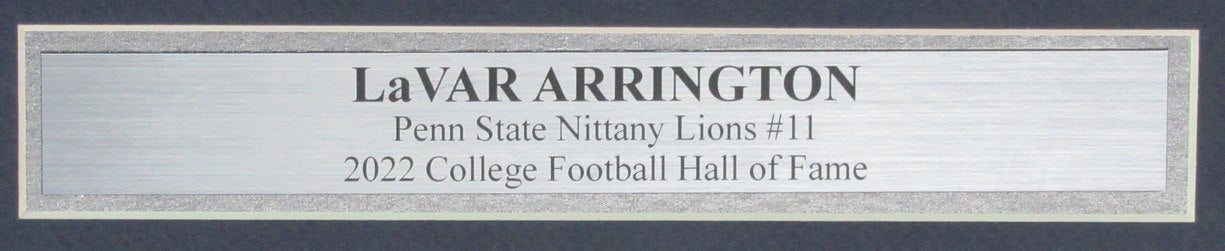 LaVAR ARRINGTON
Penn State Nittany Lions #11
2022 College Football Hall of Fame